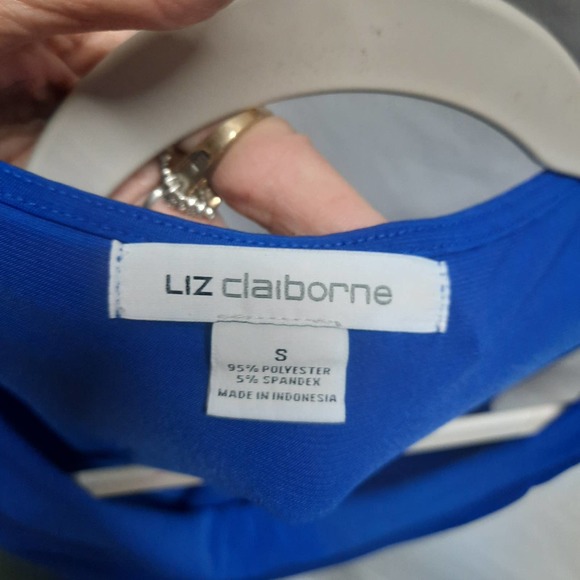 LIZ claiborne
S
95% POLYESTER
5% SPANDEX
MADE IN INDONESIA